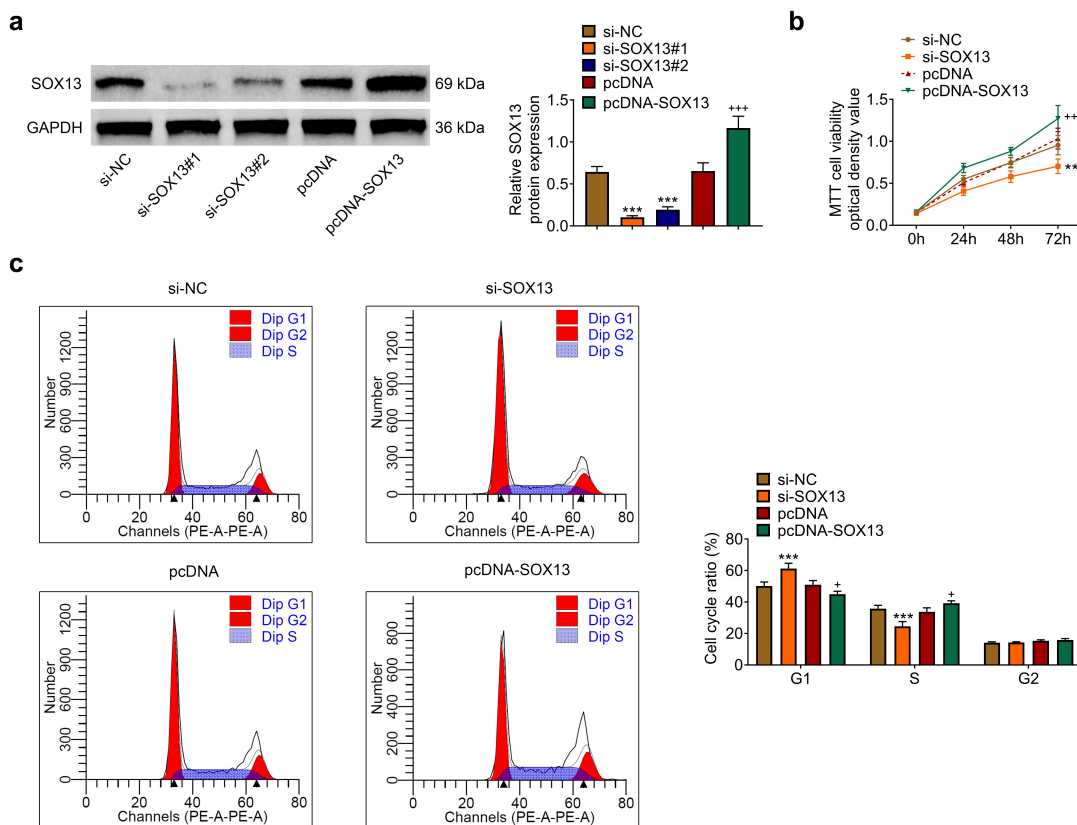 a
SOX13
69 kDa
GAPDH
36 kDa
si-NC
si-SOX13#1
si-SOX13#2
pcDNA
pcDNA-SOX13
si-NC
si-SOX13#1
si-SOX13#2
pcDNA
pcDNA-SOX13
Relative SOX13
protein expression
1.5
1.0
0.5
0.0
***
***
+++
b
si-NC
si-SOX13
pcDNA
pcDNA-SOX13
MTT cell viability
optical density value
1.5
1.0
0.5
0.0
0h
24h
48h
72h
++
**
c
si-NC
Dip G1
Dip G2
Dip S
Number
1200
900
600
300
0
0
20
40
60
80
Channels (PE-A-PE-A)
si-SOX13
Dip G1
Dip G2
Dip S
Number
1200
900
600
300
0
0
20
40
60
80
Channels (PE-A-PE-A)
pcDNA
Dip G1
Dip G2
Dip S
Number
1200
900
600
300
0
0
20
40
60
80
Channels (PE-A-PE-A)
pcDNA-SOX13
Dip G1
Dip G2
Dip S
Number
800
600
400
200
0
0
20
40
60
80
Channels (PE-A-PE-A)
si-NC
si-SOX13
pcDNA
pcDNA-SOX13
Cell cycle ratio (%)
80
60
40
20
0
***
+
***
+
G1
S
G2